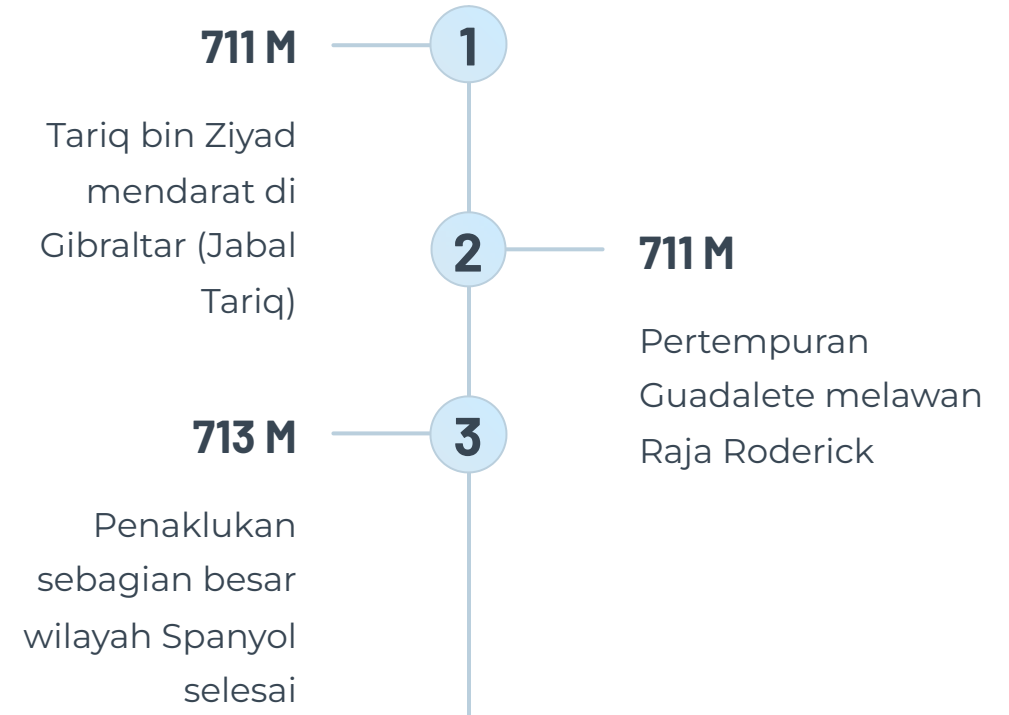 711 M
1
Tariq bin Ziyad
mendarat di
Gibraltar (Jabal
Tariq)
2
711 M
Pertempuran
Guadalete melawan
Raja Roderick
713 M
3
Penaklukan
sebagian besar
wilayah Spanyol
selesai